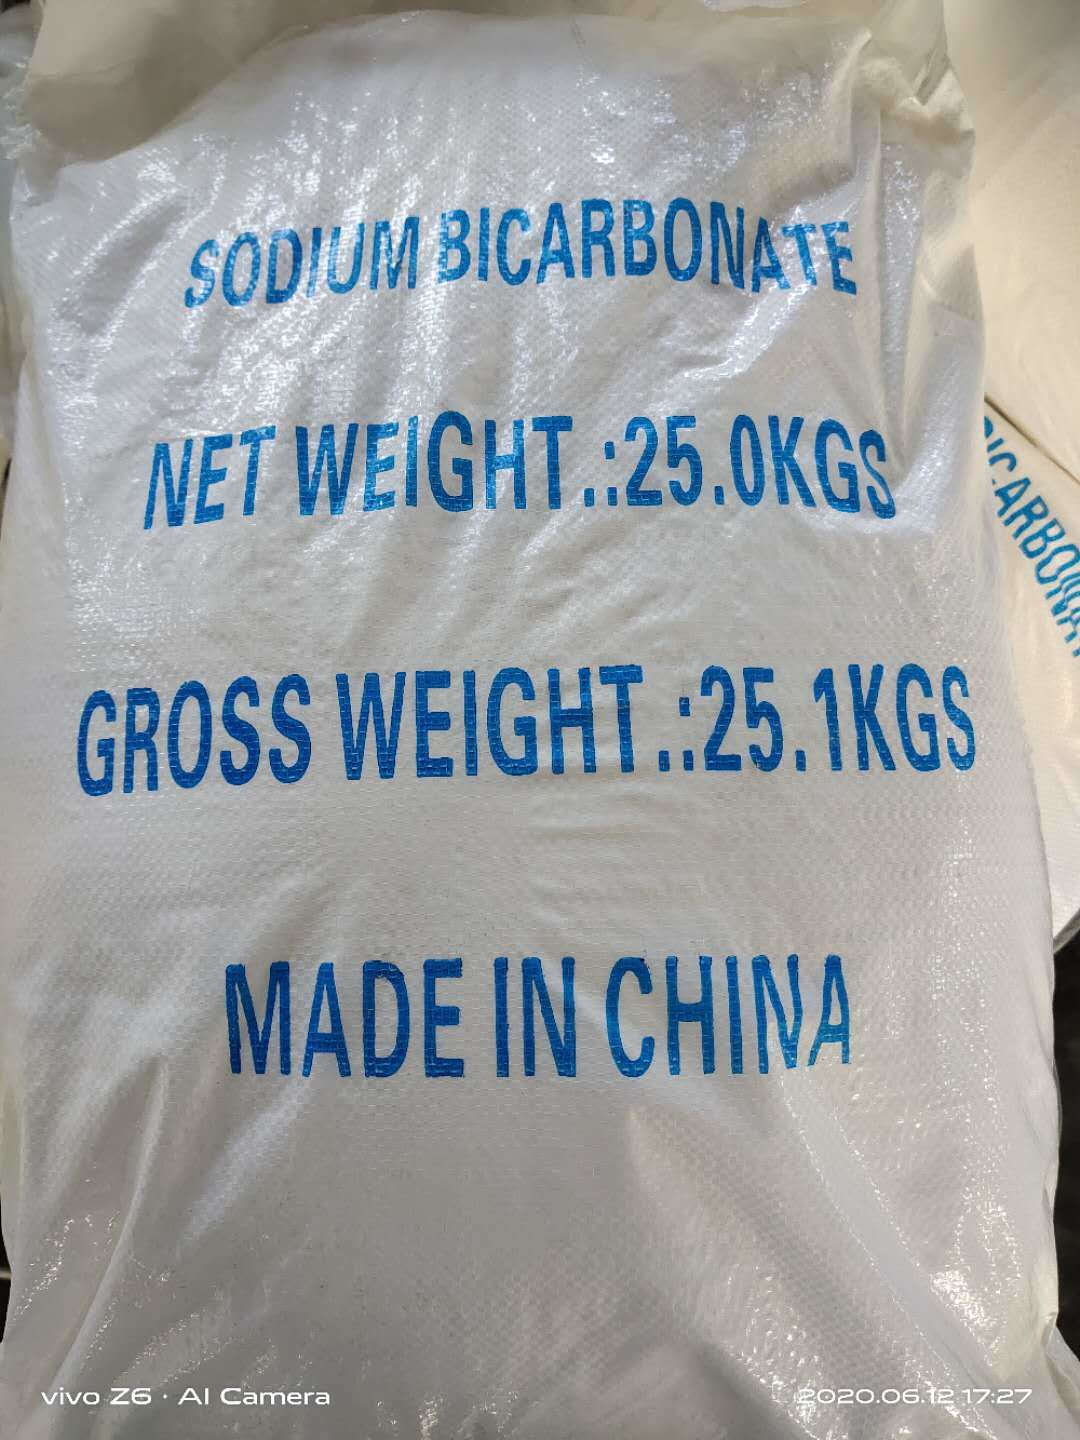 SODIUM BICARBONATE
NET WEIGHT.:25.0KGS
GROSS WEIGHT.:25.1KGS
MADE IN CHINA
vivo Z6 · AI Camera
2020.06.12 17:27